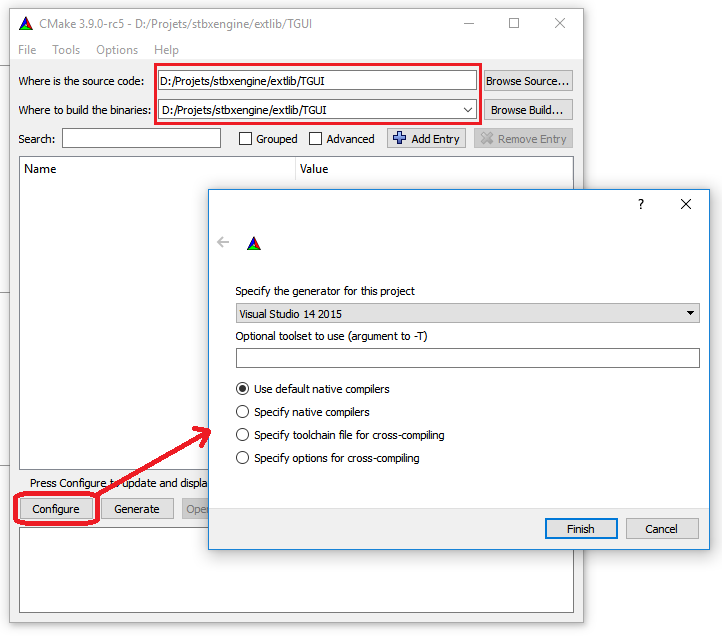 CMake 3.9.0-rc5 - D:/Projets/stbxengine/extlib/TGUI
File Tools Options Help
Where is the source code: D:/Projets/stbxengine/extlib/TGUI Browse Source...
Where to build the binaries: D:/Projets/stbxengine/extlib/TGUI Browse Build...
Search: Grouped Advanced Add Entry Remove Entry
Name Value
?
Specify the generator for this project
Visual Studio 14 2015
Optional toolset to use (argument to -T)
Use default native compilers
Specify native compilers
Specify toolchain file for cross-compiling
Specify options for cross-compiling
Press Configure to update and displa
Configure Generate Open
Finish Cancel